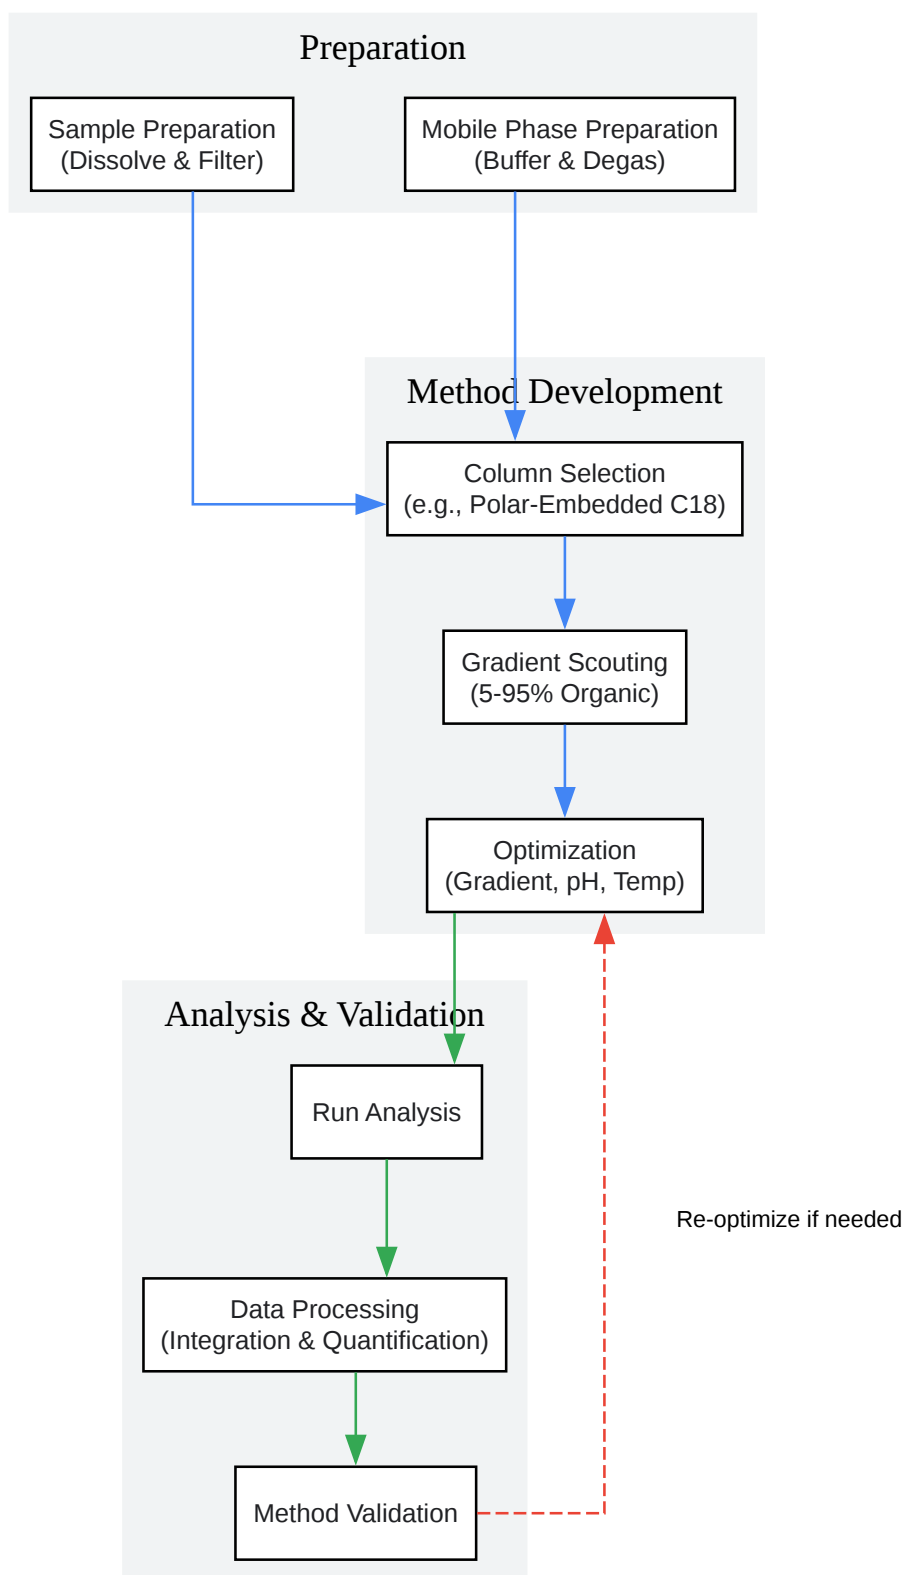 Preparation
Sample Preparation
(Dissolve & Filter)
Mobile Phase Preparation
(Buffer & Degas)
Method Development
Column Selection
(e.g., Polar-Embedded C18)
Gradient Scouting
(5-95% Organic)
Optimization
(Gradient, pH, Temp)
Analysis & Validation
Run Analysis
Re-optimize if needed
Data Processing
(Integration & Quantification)
Method Validation